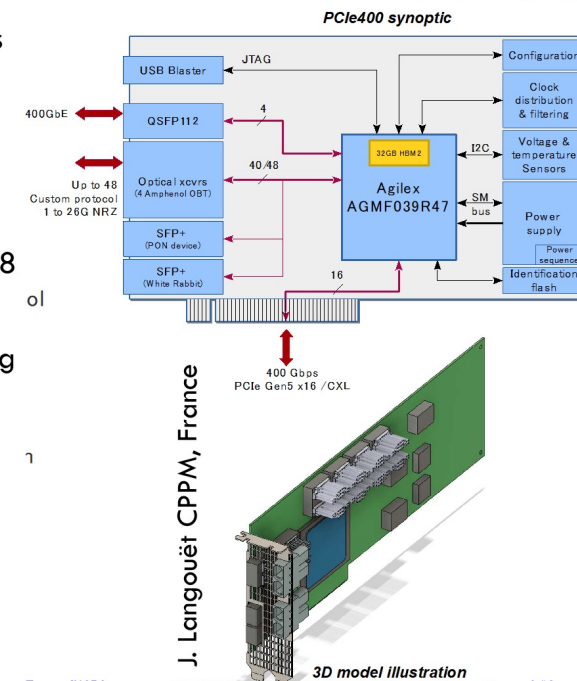 PCIe400 synoptic
s
USB Blaster
JTAG
Configuration
400GbE
QSFP112
4
Clock
distribution
& filtering
32GB HBM2
Up to 48
Custom protocol
1 to 26G NRZ
Optical xcvrs
(4 Amphenol OBT)
40/48
Agilex
AGMF039R47
I2C
Voltage &
temperature
Sensors
SFP+
(PON device)
SM
bus
Power
supply
Power
sequence
SFP+
(White Rabbit)
16
Identification
flash
8
ol
g
n
400 Gbps
PCIe Gen5 x16 /CXL
J. Langouët CPPM, France
3D model illustration